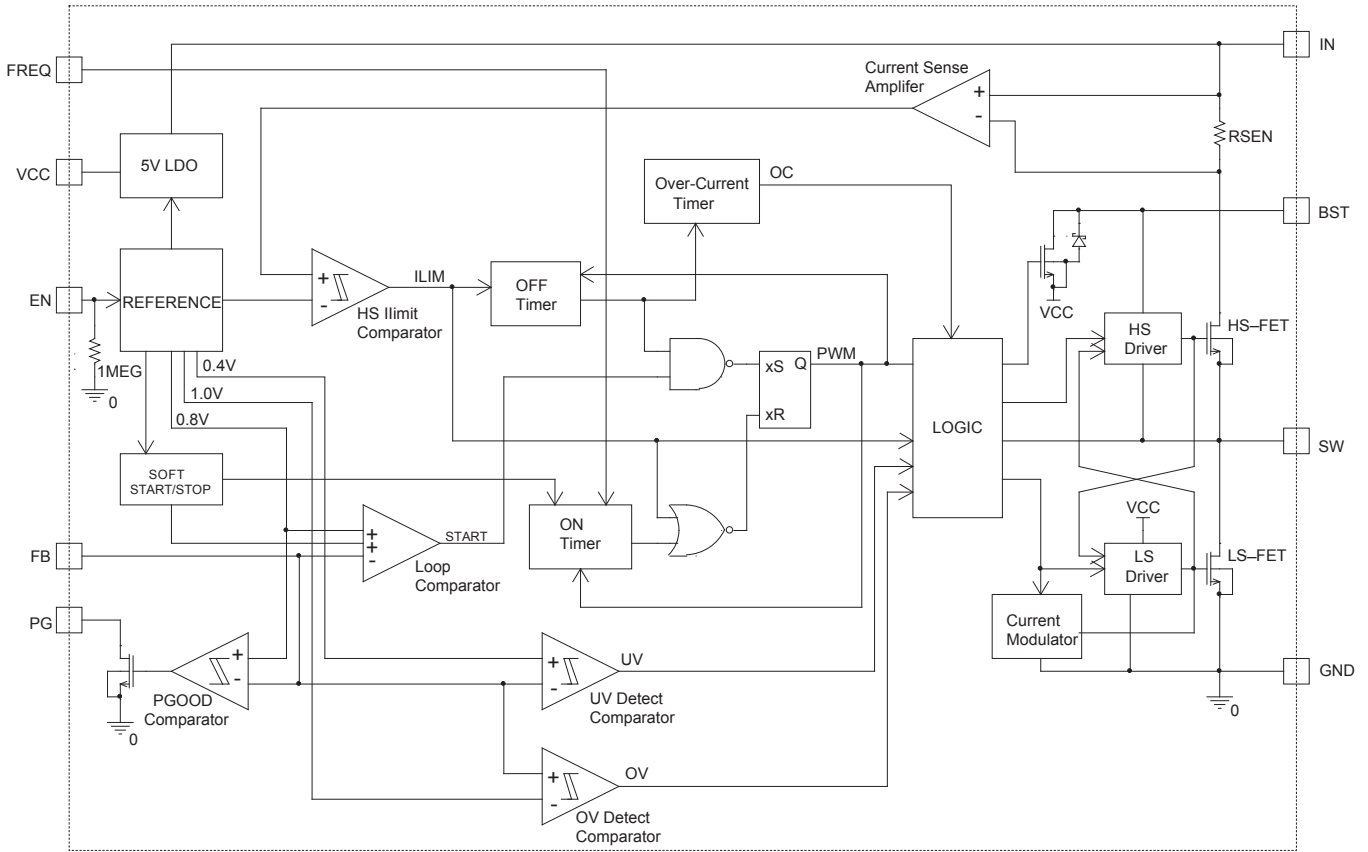 IN
FREQ
Current Sense
Amplifer
+
-
RSEN
5V LDO
VCC
Over-Current
Timer
OC
BST
EN
REFERENCE
+
-
ILIM
HS Ilimit
Comparator
OFF
Timer
VCC
HS
Driver
HS–FET
1MEG
0
0.4V
1.0V
0.8V
xS
Q
xR
PWM
LOGIC
SW
SOFT
START/STOP
+
+
-
START
Loop
Comparator
ON
Timer
VCC
LS
Driver
LS–FET
FB
PG
Current
Modulator
GND
0
+
-
PGOOD
Comparator
0
+
-
UV
UV Detect
Comparator
+
-
OV
OV Detect
Comparator